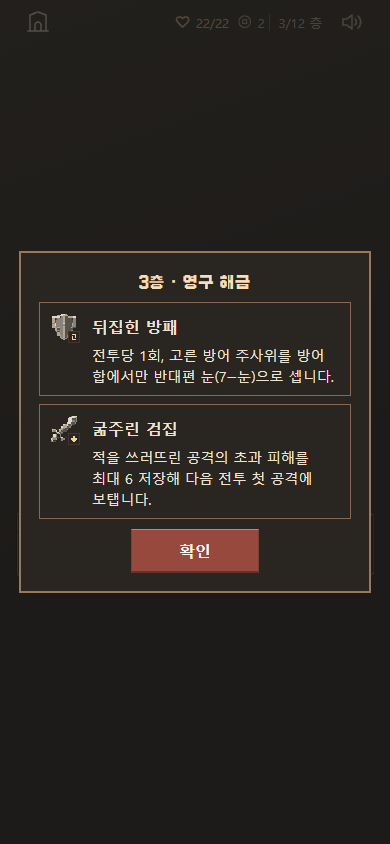 22/22 2 3/12 층
3층 · 영구 해금
뒤집힌 방패
전투당 1회, 고른 방어 주사위를 방어
합에서만 반대편 눈(7−눈)으로 셉니다.
굶주린 검집
적을 쓰러뜨린 공격의 초과 피해를
최대 6 저장해 다음 전투 첫 공격에
보탭니다.
확인